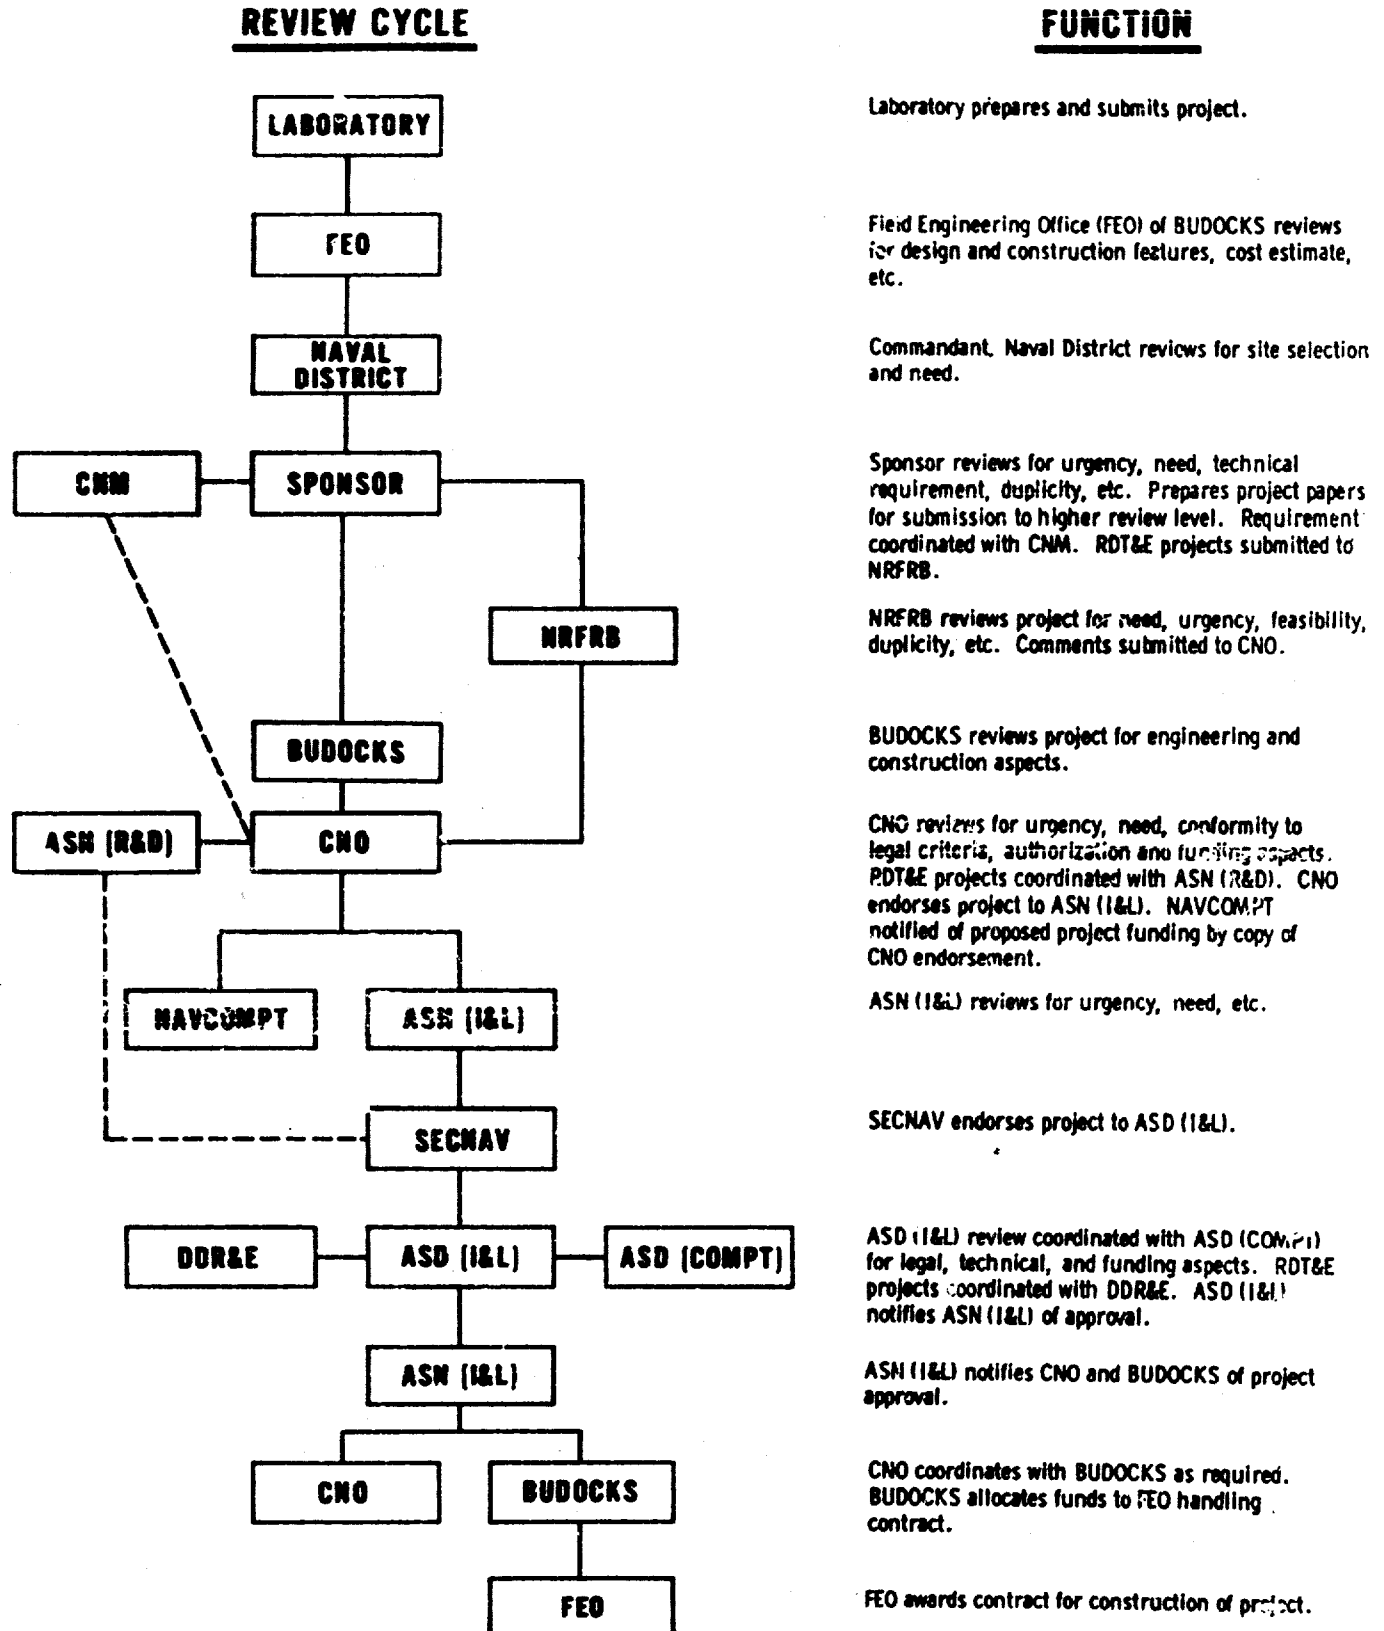 REVIEW CYCLE
FUNCTION
LABORATORY
Laboratory prepares and submits project.
FEO
Field Engineering Office (FEO) of BUDOCKS reviews
for design and construction features, cost estimate,
etc.
NAVAL
DISTRICT
Commandant, Naval District reviews for site selection
and need.
CNM
SPONSOR
Sponsor reviews for urgency, need, technical
requirement, duplicity, etc. Prepares project papers
for submission to higher review level. Requirement
coordinated with CNM. RDT&E projects submitted to
NRFRB.
NRFRB
NRFRB reviews project for need, urgency, feasibility,
duplicity, etc. Comments submitted to CNO.
BUDOCKS
BUDOCKS reviews project for engineering and
construction aspects.
ASN (R&D)
CNO
CNO reviews for urgency, need, conformity to
legal criteria, authorization and funding aspects.
RDT&E projects coordinated with ASN (R&D). CNO
endorses project to ASN (I&L). NAVCOMPT
notified of proposed project funding by copy of
CNO endorsement.
NAVCOMPT
ASN (I&L)
ASN (I&L) reviews for urgency, need, etc.
SECNAV
SECNAV endorses project to ASD (I&L).
DDR&E
ASD (I&L)
ASD (COMPT)
ASD (I&L) review coordinated with ASD (COMPT)
for legal, technical, and funding aspects. RDT&E
projects coordinated with DDR&E. ASD (I&L)
notifies ASN (I&L) of approval.
ASN (I&L)
ASN (I&L) notifies CNO and BUDOCKS of project
approval.
CNO
BUDOCKS
CNO coordinates with BUDOCKS as required.
BUDOCKS allocates funds to FEO handling
contract.
FEO
FEO awards contract for construction of project.